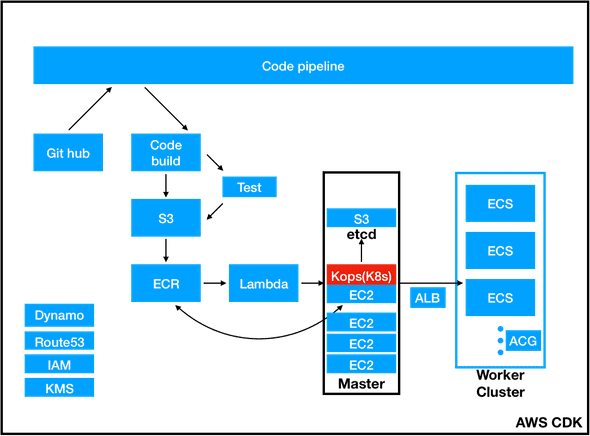 Code pipeline
Git hub
Code
build
Test
S3
ECR
Lambda
S3
etcd
Kops(K8s)
EC2
EC2
EC2
EC2
Master
ALB
ECS
ECS
ECS
ACG
Worker
Cluster
Dynamo
Route53
IAM
KMS
AWS CDK